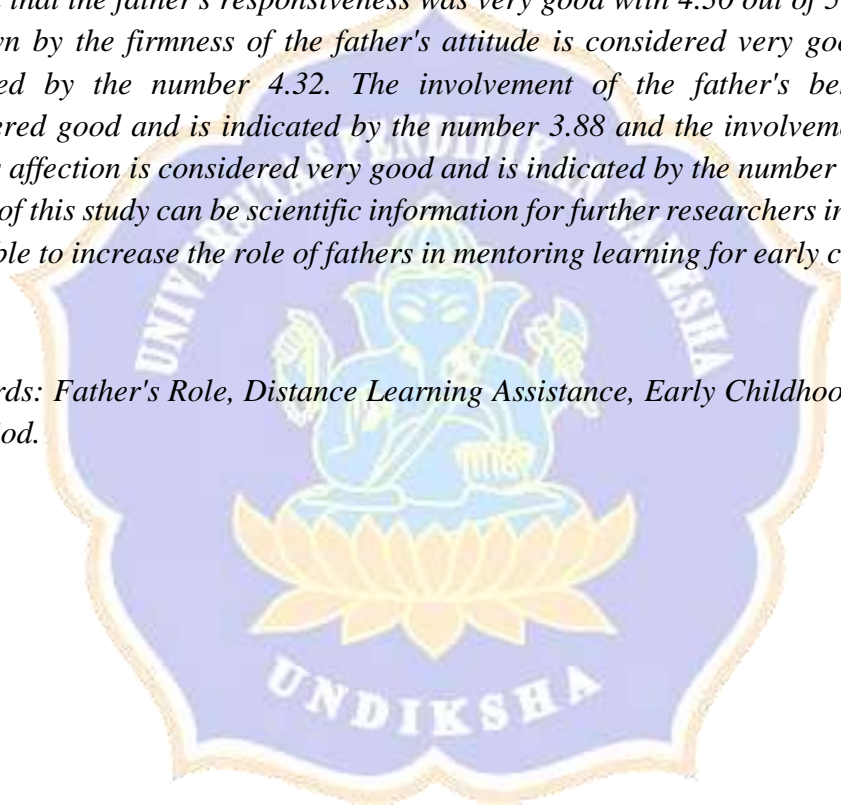 that the father's responsiveness was very good with 4.50 out of 5
by the firmness of the father's attitude is considered very goo
ed by the number 4.32. The involvement of the father's be
ered good and is indicated by the number 3.88 and the involveme
affection is considered very good and is indicated by the number
of this study can be scientific information for further researchers in
ble to increase the role of fathers in mentoring learning for early c
rds: Father's Role, Distance Learning Assistance, Early Childhoo
od.
UNIVERSITAS PENDIDIKAN GANESHA
UNDIKSHA